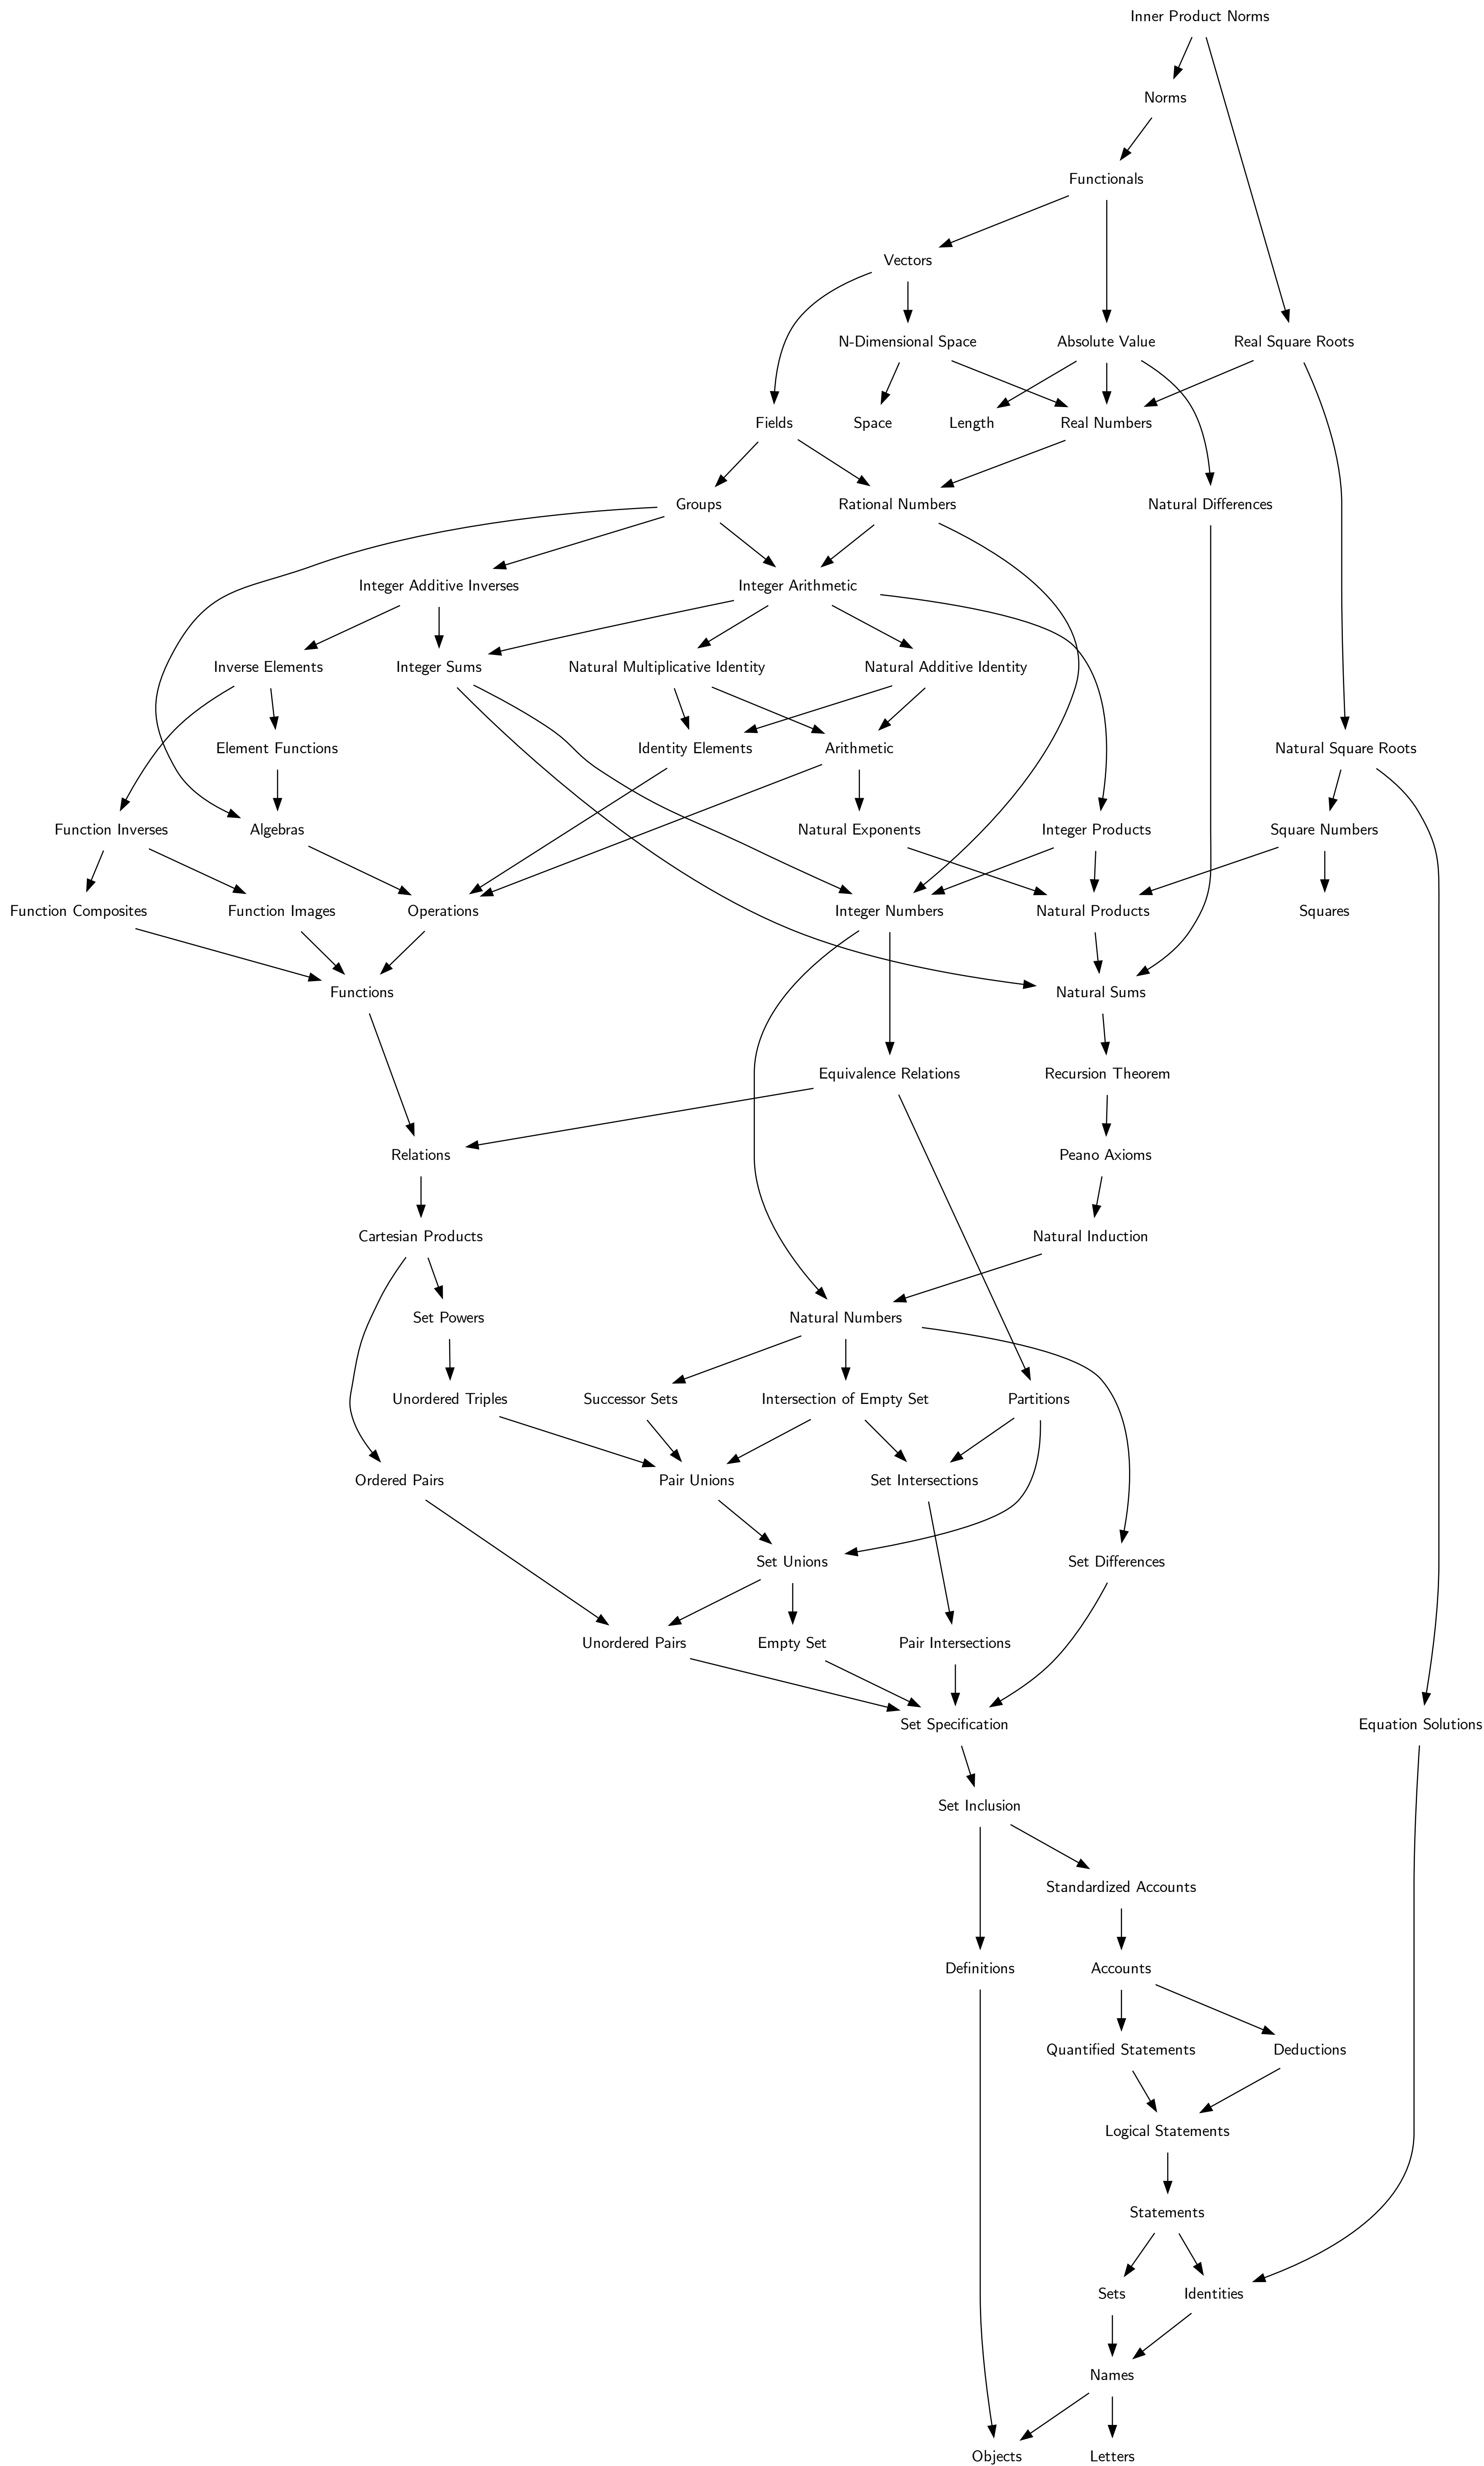 Inner Product Norms
Norms
Functionals
Vectors
N-Dimensional Space
Absolute Value
Real Square Roots
Fields
Space
Length
Real Numbers
Groups
Rational Numbers
Natural Differences
Integer Additive Inverses
Integer Arithmetic
Inverse Elements
Integer Sums
Natural Multiplicative Identity
Natural Additive Identity
Element Functions
Identity Elements
Arithmetic
Natural Square Roots
Function Inverses
Algebras
Natural Exponents
Integer Products
Square Numbers
Function Composites
Function Images
Operations
Integer Numbers
Natural Products
Squares
Functions
Natural Sums
Equivalence Relations
Recursion Theorem
Relations
Peano Axioms
Cartesian Products
Natural Induction
Set Powers
Natural Numbers
Unordered Triples
Successor Sets
Intersection of Empty Set
Partitions
Ordered Pairs
Pair Unions
Set Intersections
Set Unions
Set Differences
Unordered Pairs
Empty Set
Pair Intersections
Set Specification
Equation Solutions
Set Inclusion
Standardized Accounts
Definitions
Accounts
Quantified Statements
Deductions
Logical Statements
Statements
Sets
Identities
Names
Objects
Letters